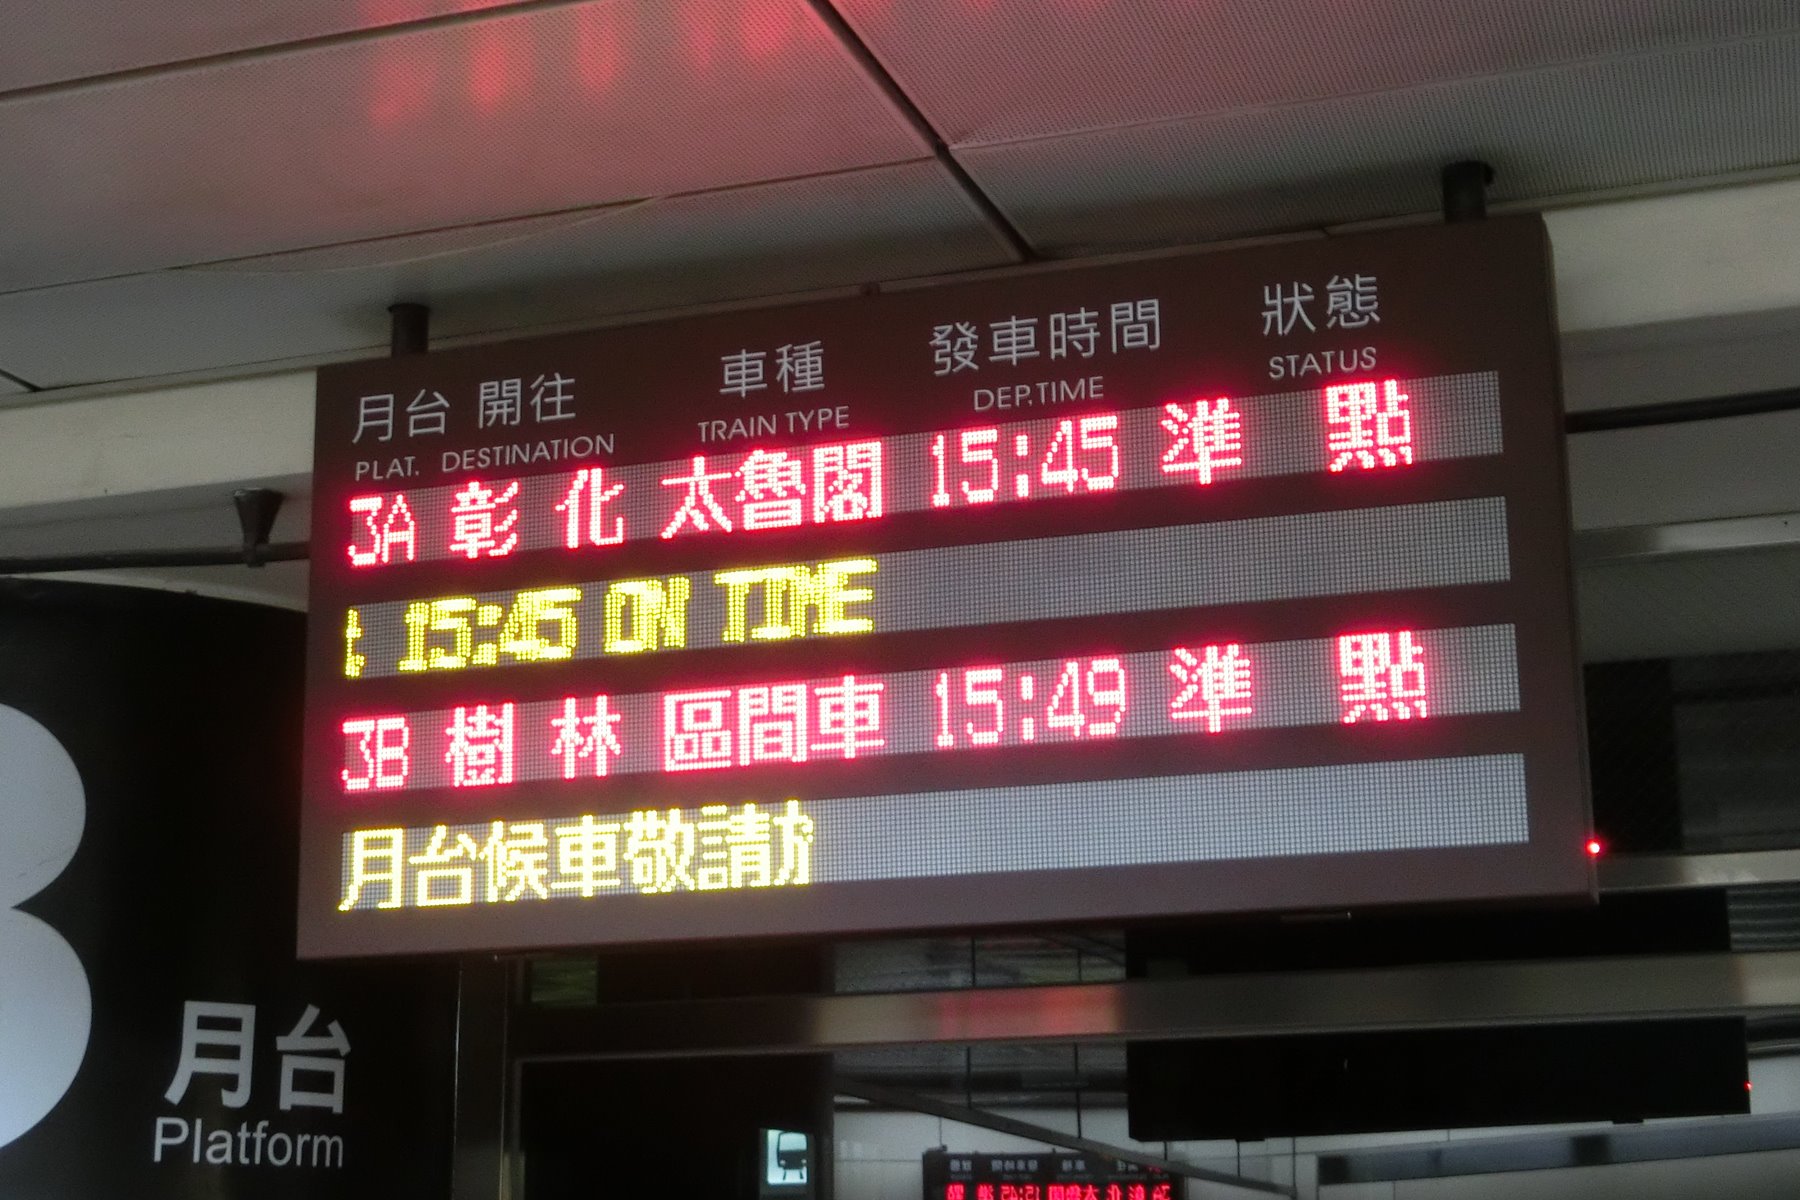 月台 開往 車種 發車時間 狀態
PLAT. DESTINATION TRAIN TYPE DEP.TIME STATUS
3A 彰化 太魯閣 15:45 準點
15:45 ON TIME
3B 樹林 區間車 15:49 準點
月台候車敬請
月台
Platform